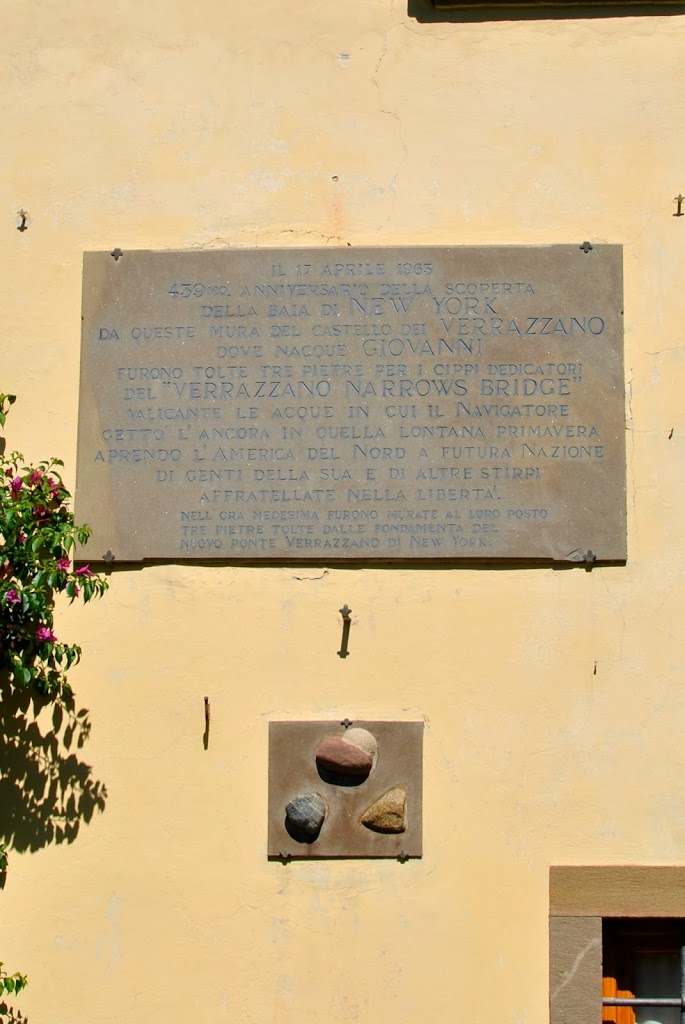 IL 17 APRILE 1963
439MO. ANNIVERSARIO DELLA SCOPERTA
DELLA BAIA DI NEW YORK
DA QUESTE MURA DEL CASTELLO DEI VERRAZZANO
DOVE NACQUE GIOVANNI
FURONO TOLTE TRE PIETRE PER I CIPPI DEDICATORI
DEL "VERRAZZANO NARROWS BRIDGE"
VALICANTE LE ACQUE IN CUI IL NAVIGATORE
GETTO' L'ANCORA IN QUELLA LONTANA PRIMAVERA
APRENDO L'AMERICA DEL NORD A FUTURA NAZIONE
DI GENTI DELLA SUA E DI ALTRE STIRPI
AFFRATELLATE NELLA LIBERTA'.
NELL'ORA MEDESIMA FURONO MURATE AL LORO POSTO
TRE PIETRE TOLTE DALLE FONDAMENTA DEL
NUOVO PONTE VERRAZZANO DI NEW YORK.